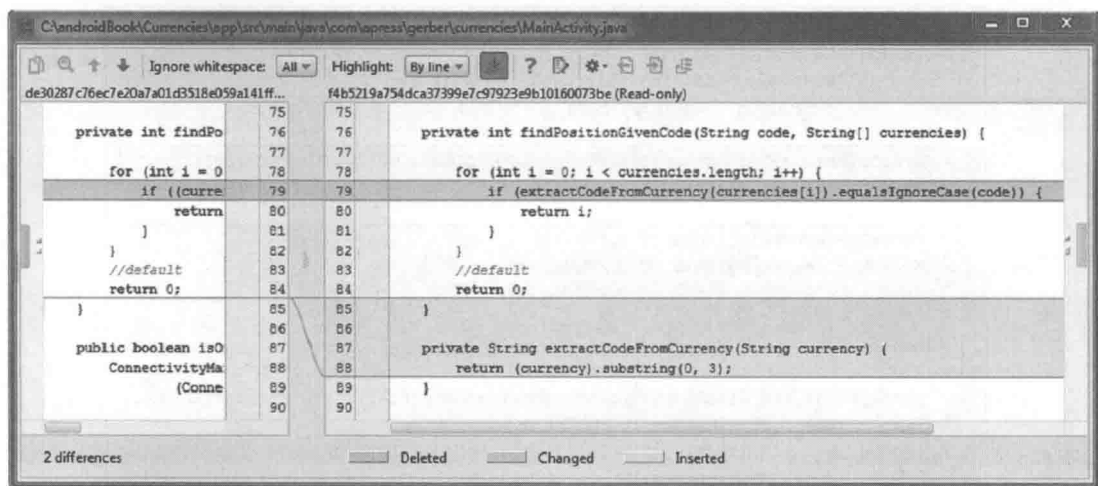 C:\androidBook\Currencies\app\src\main\java\com\apress\gerber\currencies\MainActivity.java
Ignore whitespace: All Highlight: By line ?
de30287c76ec7e20a7a01d3518e059a141ff... f4b5219a754dca37399e7c97923e9b10160073be (Read-only)
75 75
private int findPo 76 76 private int findPositionGivenCode(String code, String[] currencies) {
77 77
for (int i = 0 78 78 for (int i = 0; i < currencies.length; i++) {
if ((curre 79 79 if (extractCodeFromCurrency(currencies[i]).equalsIgnoreCase(code)) {
return 80 80 return i;
} 81 81 }
} 82 82 }
//default 83 83 //default
return 0; 84 84 return 0;
} 85 85 }
86 86
public boolean isO 87 87 private String extractCodeFromCurrency(String currency) {
ConnectivityMa 88 88 return (currency).substring(0, 3);
(Conne 89 89 }
90 90
2 differences Deleted Changed Inserted